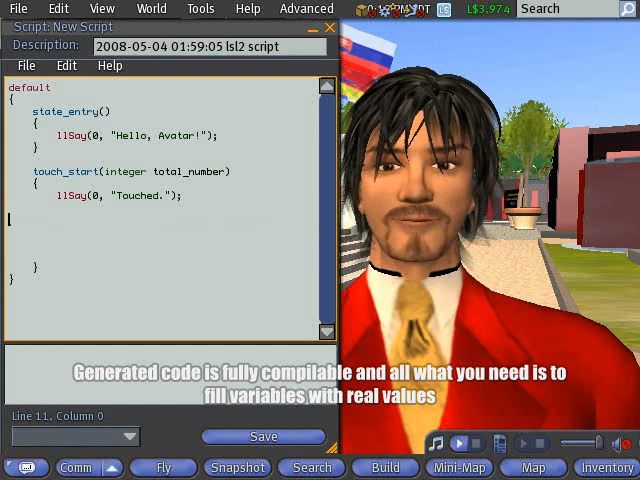 File Edit View World Tools Help Advanced L$ L$3,974 Search
Script: New Script
Description: 2008-05-04 01:59:05 lsl2 script
File Edit Help
default
{
state_entry()
{
llSay(0, "Hello, Avatar!");
}
touch_start(integer total_number)
{
llSay(0, "Touched.");
}
}
Generated code is fully compilable and all what you need is to
fill variables with real values
Line 11, Column 0
Save
Comm Fly Snapshot Search Build Mini-Map Map Inventory